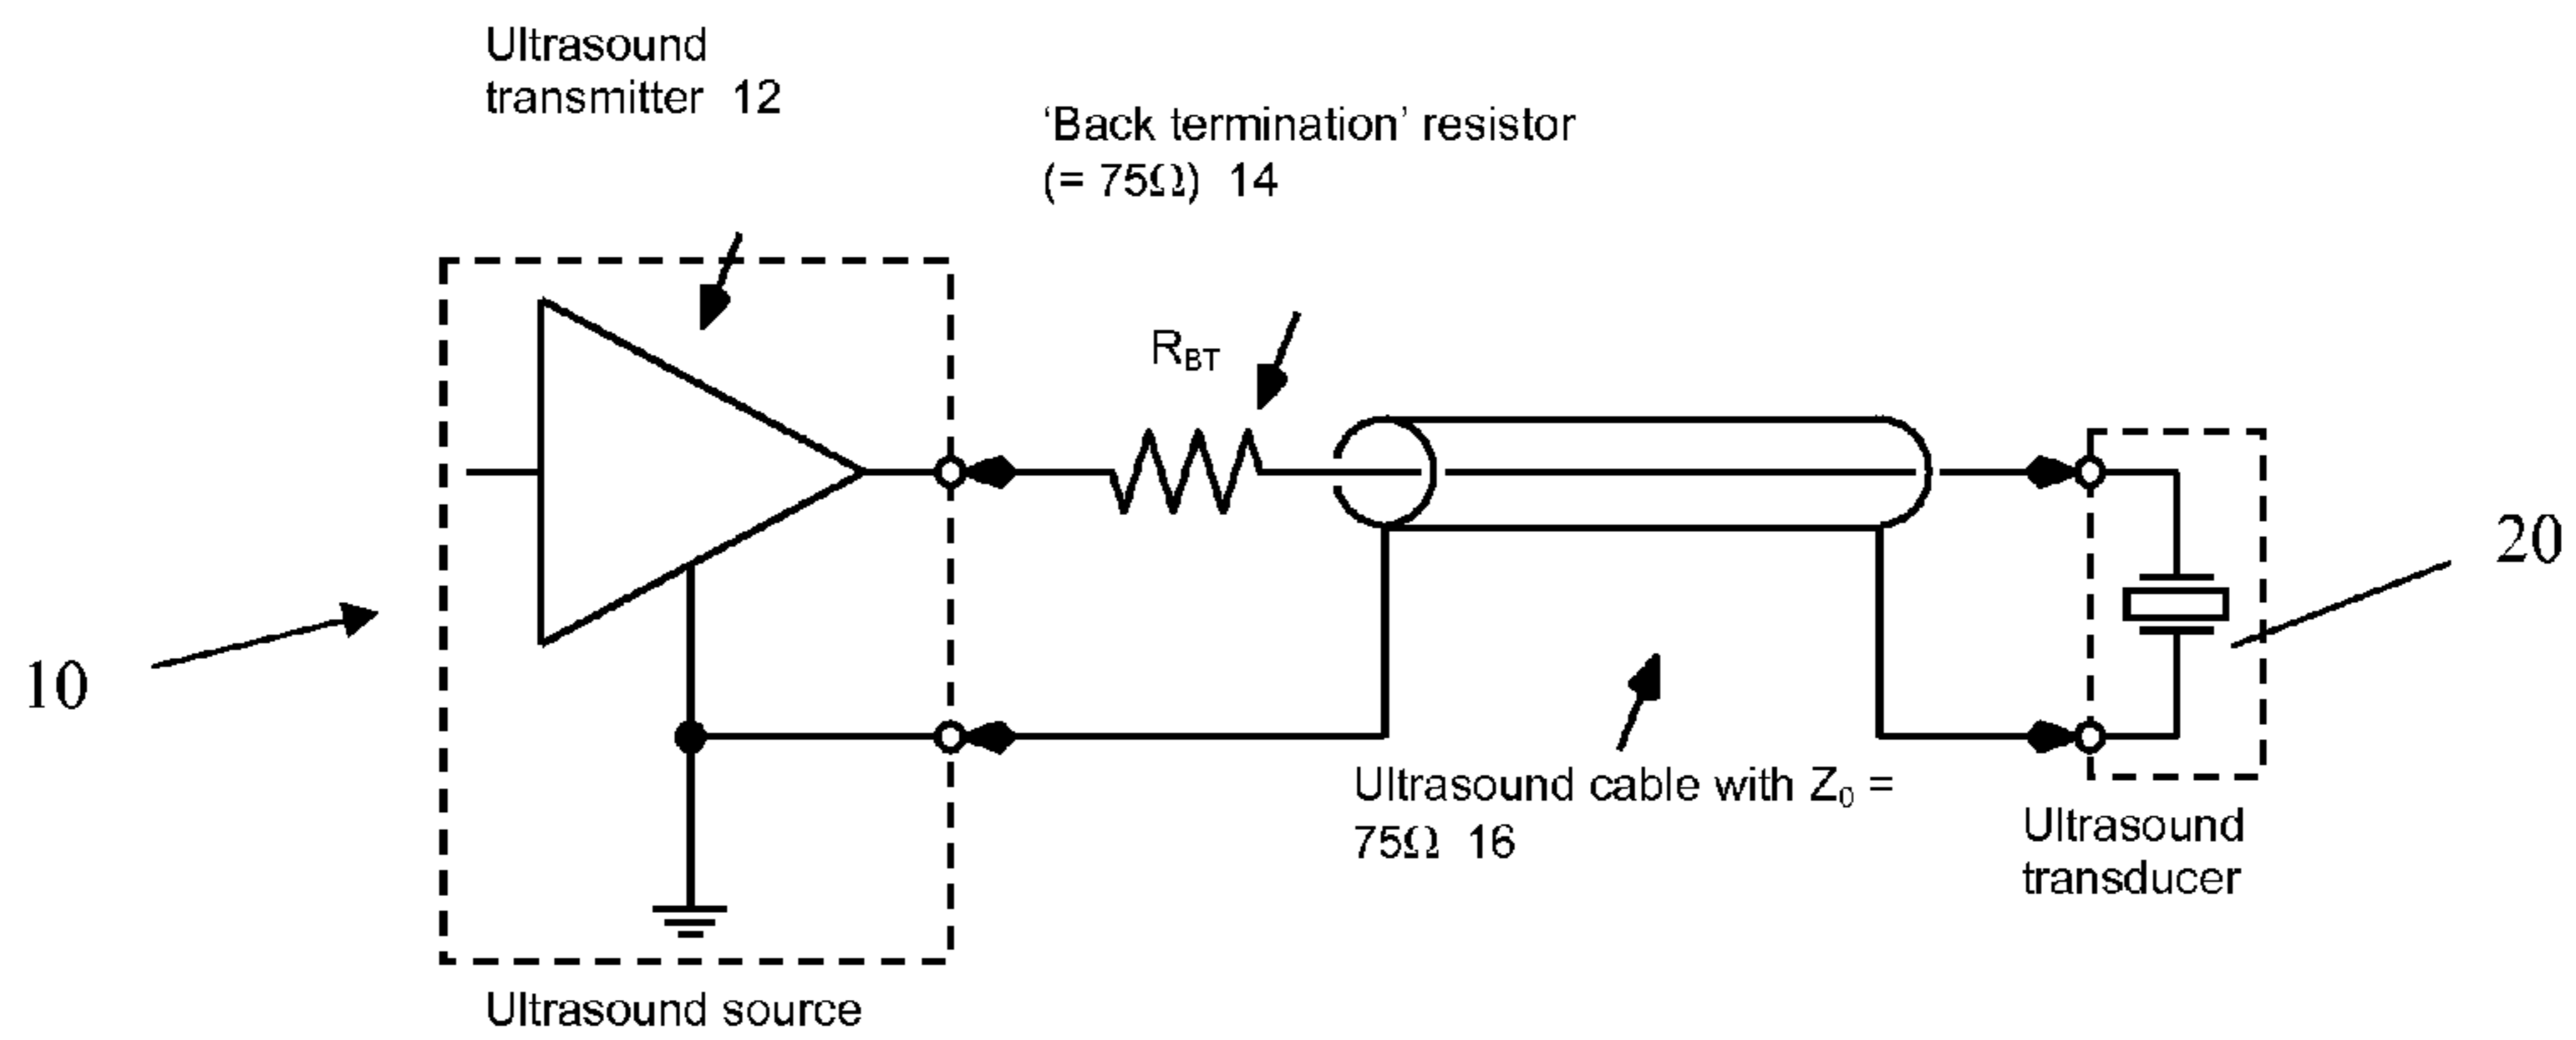 Ultrasound
transmitter 12
‘Back termination’ resistor
(= 75Ω) 14
R_BT
20
10
Ultrasound cable with Z₀ =
75Ω 16
Ultrasound
transducer
Ultrasound source